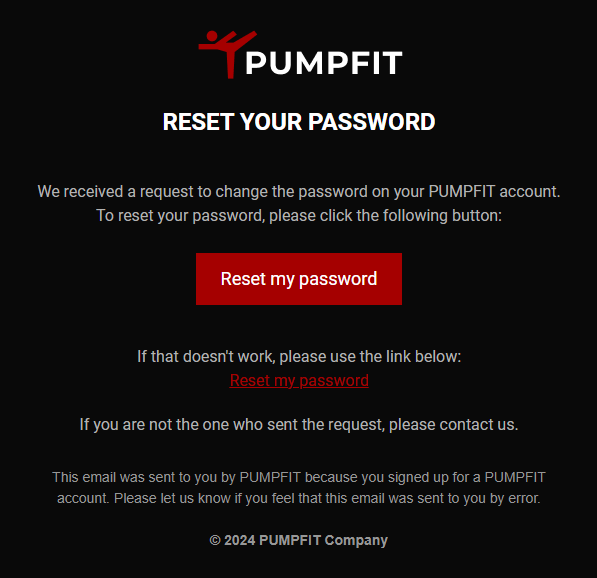 PUMPFIT
RESET YOUR PASSWORD
We received a request to change the password on your PUMPFIT account.
To reset your password, please click the following button:
Reset my password
If that doesn't work, please use the link below:
Reset my password
If you are not the one who sent the request, please contact us.
This email was sent to you by PUMPFIT because you signed up for a PUMPFIT
account. Please let us know if you feel that this email was sent to you by error.
© 2024 PUMPFIT Company